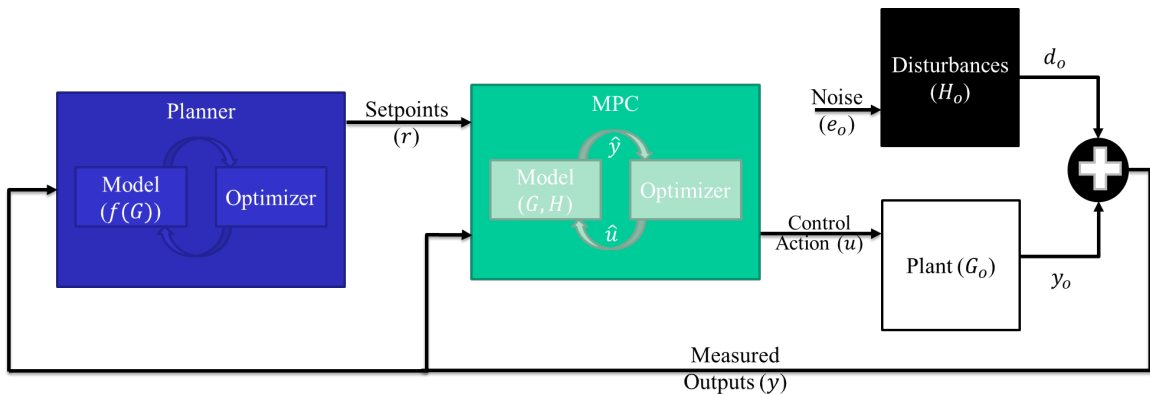 Planner
Model
(f(G))
Optimizer
Setpoints
(r)
MPC
ŷ
Model
(G, H)
Optimizer
û
Noise
(e_o)
Disturbances
(H_o)
d_o
Control
Action (u)
Plant (G_o)
y_o
Measured
Outputs (y)